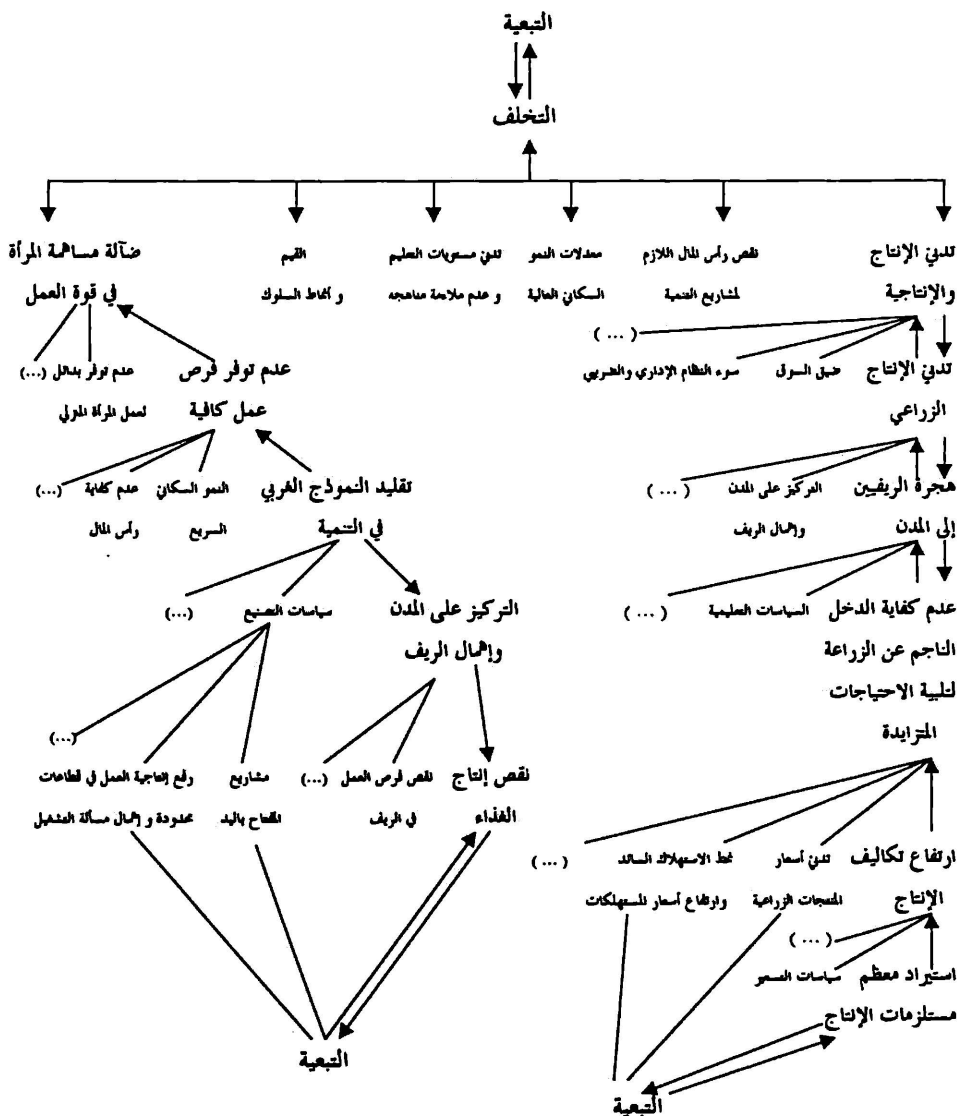 التبعية
التخلف
تدني الإنتاج
والإنتاجية
نقص رأس المال اللازم
لمشاريع التنمية
معدلات النمو
السكاني العالية
تدني مستويات التعليم
و عدم ملاءمة مناهجه
القيم
و أنماط السلوك
ضآلة مساهمة المرأة
في قوة العمل
( ... )
تدني الإنتاج
الزراعي
ضيق السوق
سوء النظام الإداري والضريبي
عدم توفر فرص
عمل كافية
عدم توفر بدائل
لعمل المرأة المنزلي
(...)
هجرة الريفيين
إلى المدن
التركيز على المدن
وإهمال الريف
( ... )
تقليد النموذج الغربي
في التنمية
النمو السكاني
السريع
عدم كفاية
رأس المال
(...)
عدم كفاية الدخل
الناجم عن الزراعة
لتلبية الاحتياجات
المتزايدة
السياسات التعليمية
( ... )
التركيز على المدن
وإهمال الريف
سياسات التصنيع
(...)
(...)
نقص إنتاج
الغذاء
نقص فرص العمل
في الريف
(...)
مشاريع
المفتاح باليد
رفع إنتاجية العمل في قطاعات
محدودة و إهمال مسألة التشغيل
ارتفاع تكاليف
الإنتاج
تدني أسعار
المنتجات الزراعية
نمط الاستهلاك السائد
وارتفاع أسعار المستهلكات
( ... )
( ... )
استيراد معظم
مستلزمات الإنتاج
سياسات التسعير
التبعية
التبعية